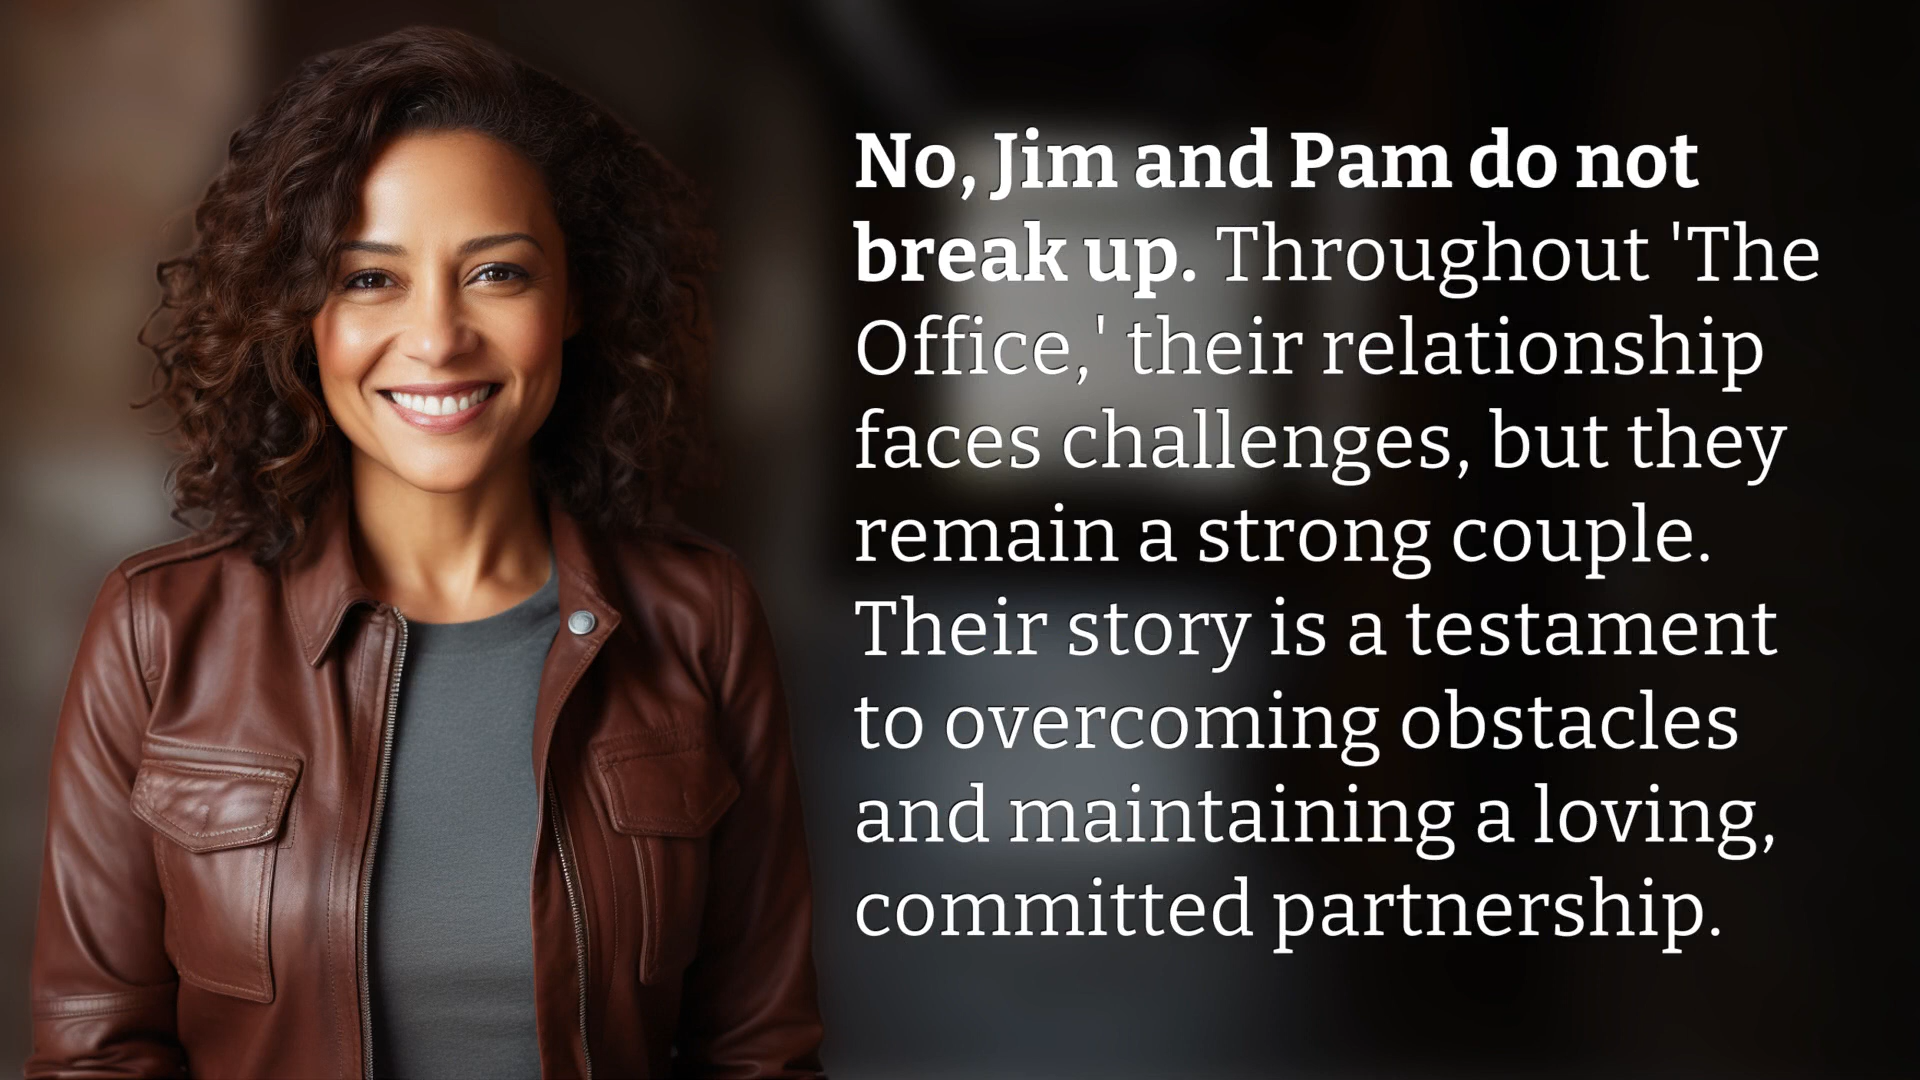 No, Jim and Pam do not
break up. Throughout 'The
Office,' their relationship
faces challenges, but they
remain a strong couple.
Their story is a testament
to overcoming obstacles
and maintaining a loving,
committed partnership.